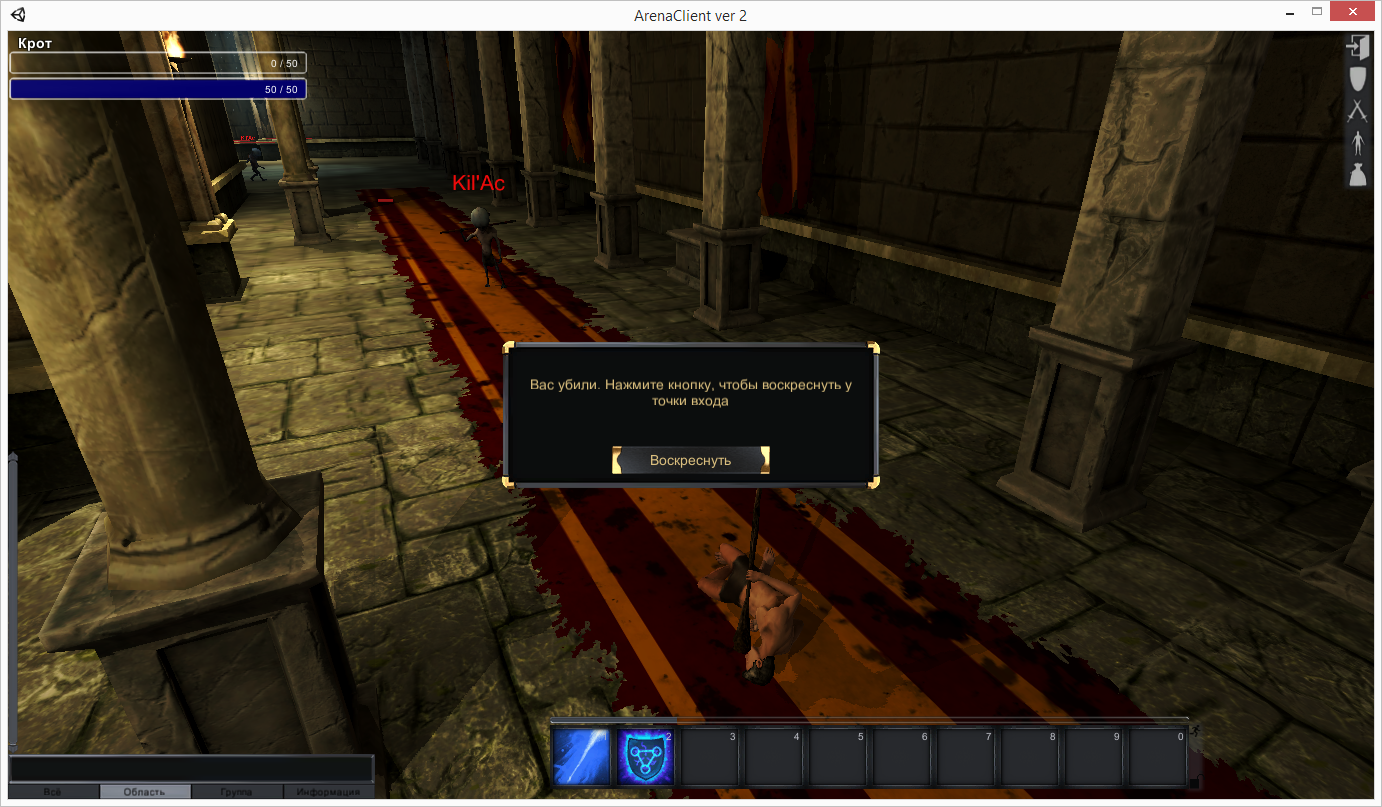 ArenaClient ver 2
Крот
0 / 50
50 / 50
Kil'Ac
Вас убили. Нажмите кнопку, чтобы воскреснуть у
точки входа
Воскреснуть
2 3 4 5 6 7 8 9 0
Всё Область Группа Информация